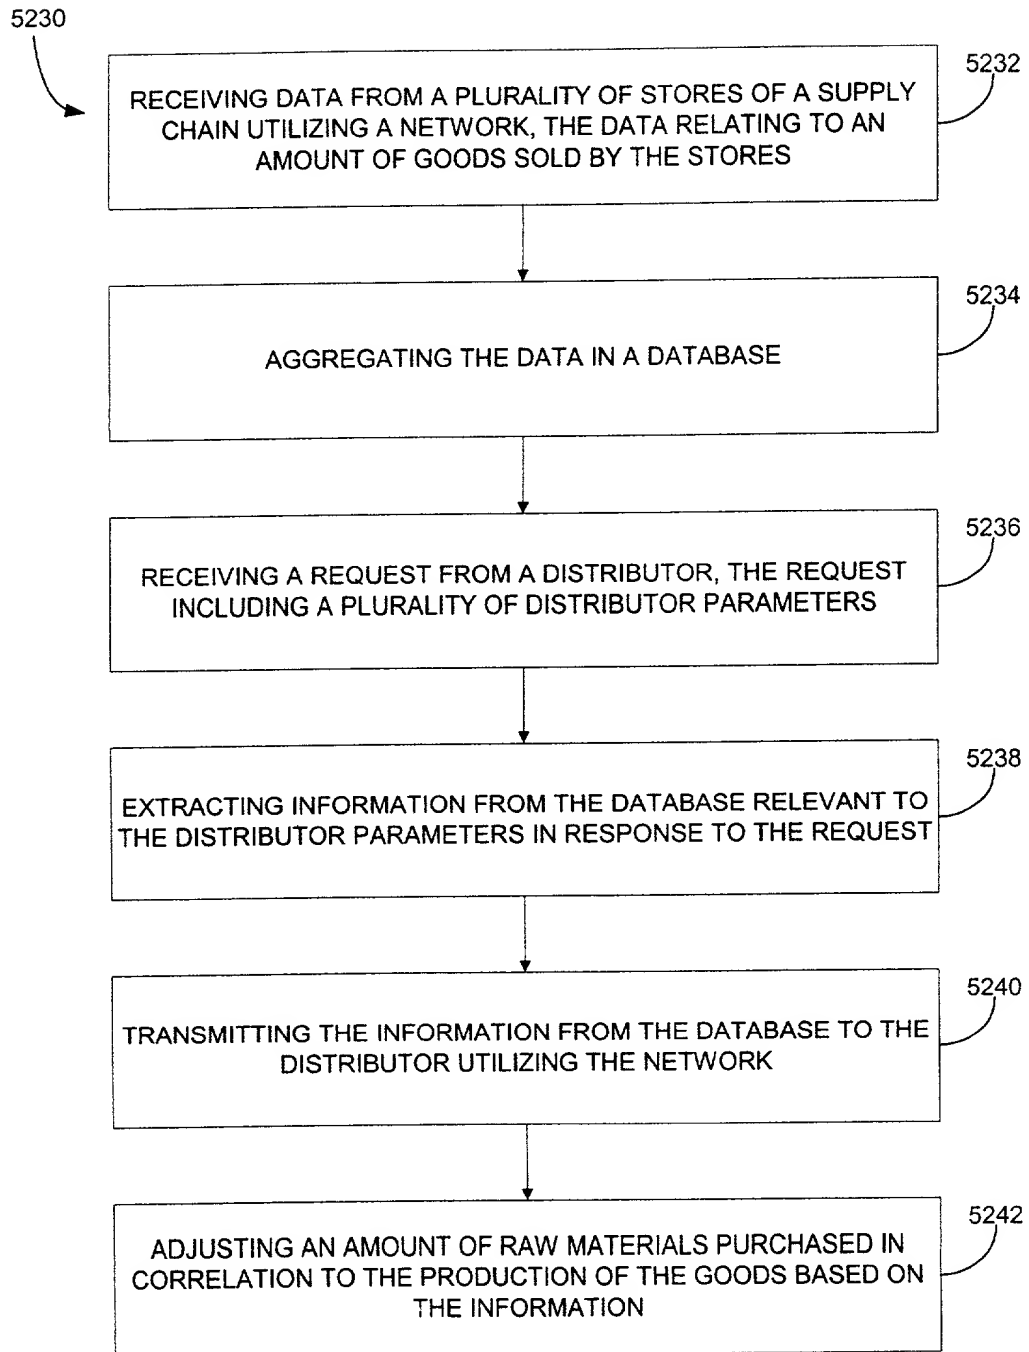 5230
5232
RECEIVING DATA FROM A PLURALITY OF STORES OF A SUPPLY
CHAIN UTILIZING A NETWORK, THE DATA RELATING TO AN
AMOUNT OF GOODS SOLD BY THE STORES
5234
AGGREGATING THE DATA IN A DATABASE
5236
RECEIVING A REQUEST FROM A DISTRIBUTOR, THE REQUEST
INCLUDING A PLURALITY OF DISTRIBUTOR PARAMETERS
5238
EXTRACTING INFORMATION FROM THE DATABASE RELEVANT TO
THE DISTRIBUTOR PARAMETERS IN RESPONSE TO THE REQUEST
5240
TRANSMITTING THE INFORMATION FROM THE DATABASE TO THE
DISTRIBUTOR UTILIZING THE NETWORK
5242
ADJUSTING AN AMOUNT OF RAW MATERIALS PURCHASED IN
CORRELATION TO THE PRODUCTION OF THE GOODS BASED ON
THE INFORMATION